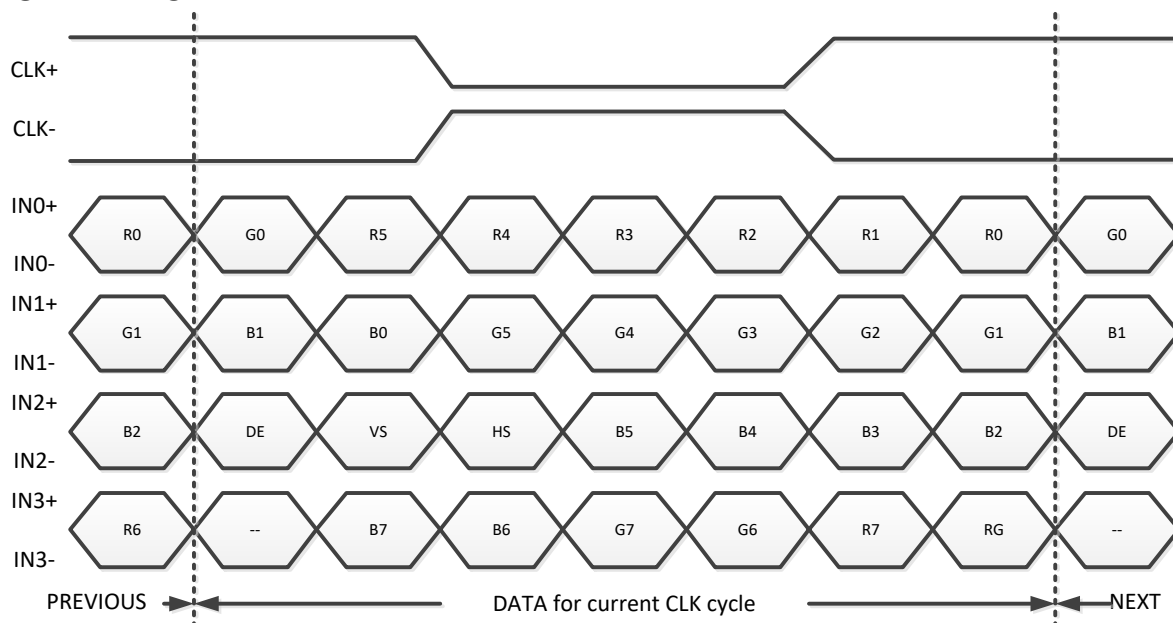 CLK+
CLK-
IN0+
R0 G0 R5 R4 R3 R2 R1 R0 G0
IN0-
IN1+
G1 B1 B0 G5 G4 G3 G2 G1 B1
IN1-
IN2+
B2 DE VS HS B5 B4 B3 B2 DE
IN2-
IN3+
R6 -- B7 B6 G7 G6 R7 RG --
IN3-
PREVIOUS DATA for current CLK cycle NEXT